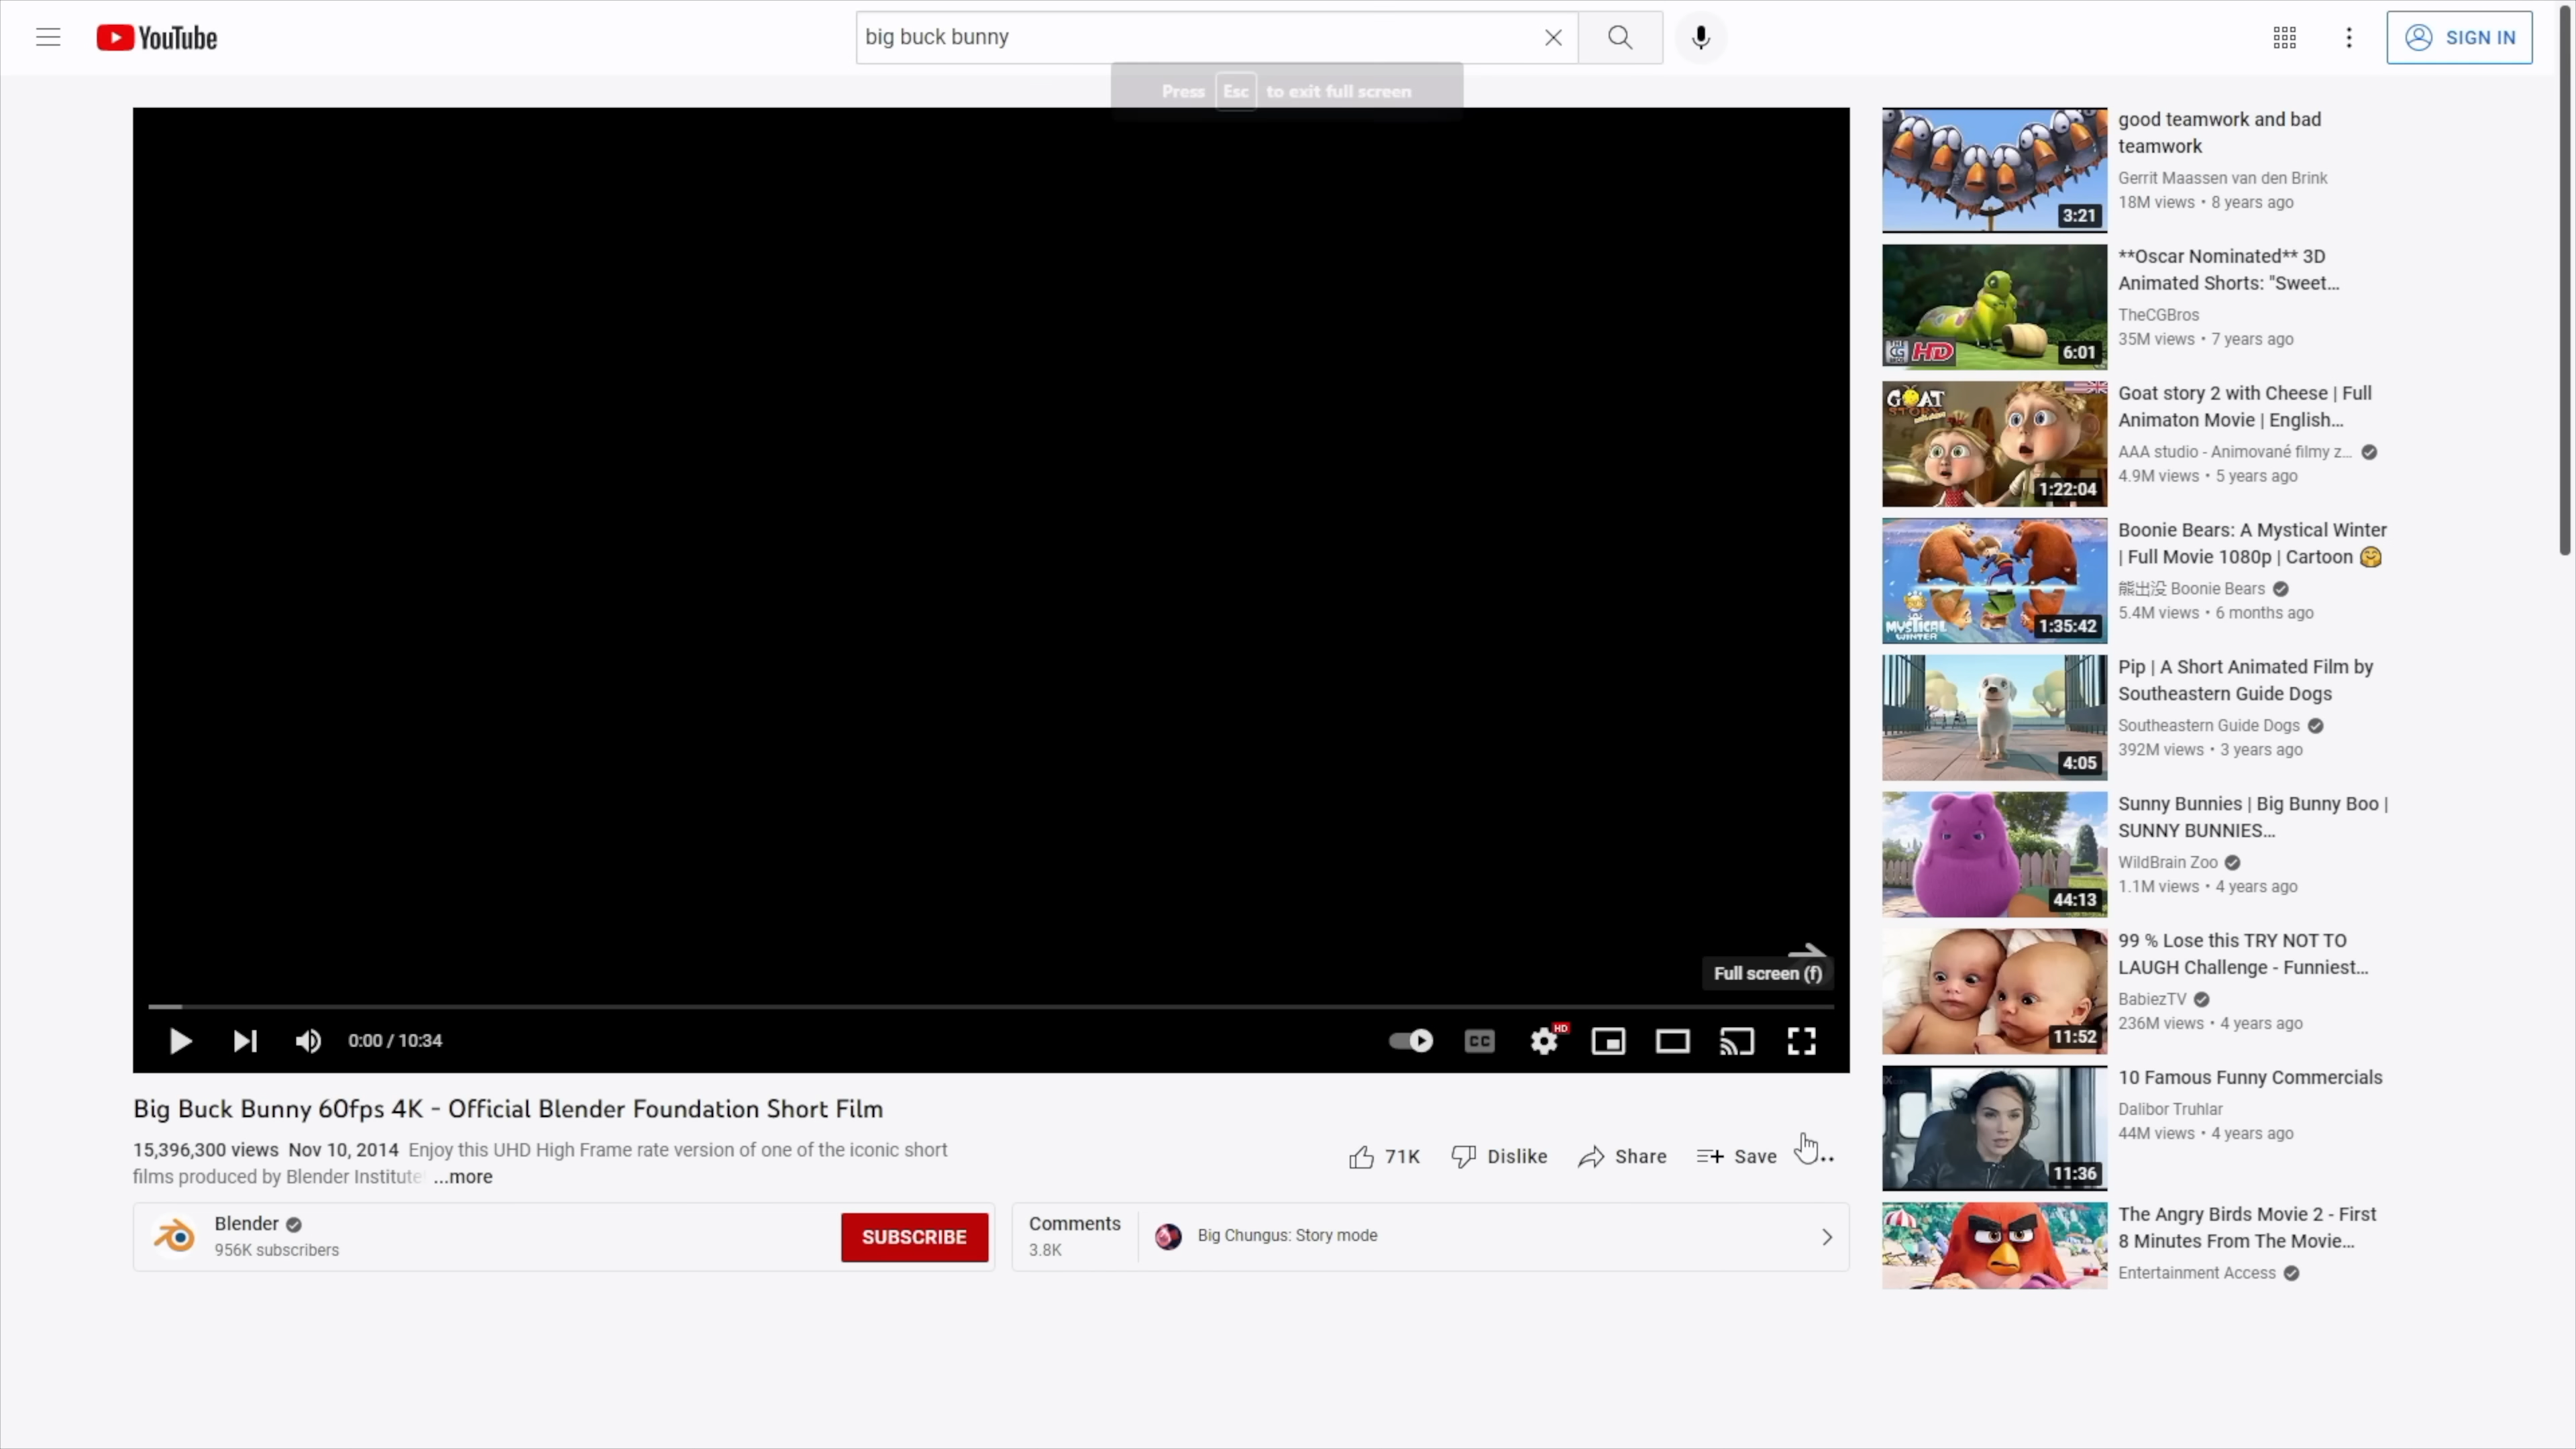 YouTube
big buck bunny
SIGN IN
Press Esc to exit full screen
Full screen (f)
0:00 / 10:34
CC
HD
Big Buck Bunny 60fps 4K - Official Blender Foundation Short Film
15,396,300 views Nov 10, 2014 Enjoy this UHD High Frame rate version of one of the iconic short
films produced by Blender Institute ...more
71K
Dislike
Share
Save
Blender
956K subscribers
SUBSCRIBE
Comments
3.8K
Big Chungus: Story mode
3:21
good teamwork and bad
teamwork
Gerrit Maassen van den Brink
18M views • 8 years ago
HD
6:01
**Oscar Nominated** 3D
Animated Shorts: "Sweet...
TheCGBros
35M views • 7 years ago
GOAT
STORY
1:22:04
Goat story 2 with Cheese | Full
Animaton Movie | English...
AAA studio - Animované filmy z...
4.9M views • 5 years ago
MYSTICAL
WINTER
1:35:42
Boonie Bears: A Mystical Winter
| Full Movie 1080p | Cartoon 🤗
熊出没 Boonie Bears
5.4M views • 6 months ago
4:05
Pip | A Short Animated Film by
Southeastern Guide Dogs
Southeastern Guide Dogs
392M views • 3 years ago
44:13
Sunny Bunnies | Big Bunny Boo |
SUNNY BUNNIES...
WildBrain Zoo
1.1M views • 4 years ago
11:52
99 % Lose this TRY NOT TO
LAUGH Challenge - Funniest...
BabiezTV
236M views • 4 years ago
11:36
10 Famous Funny Commercials
Dalibor Truhlar
44M views • 4 years ago
The Angry Birds Movie 2 - First
8 Minutes From The Movie...
Entertainment Access